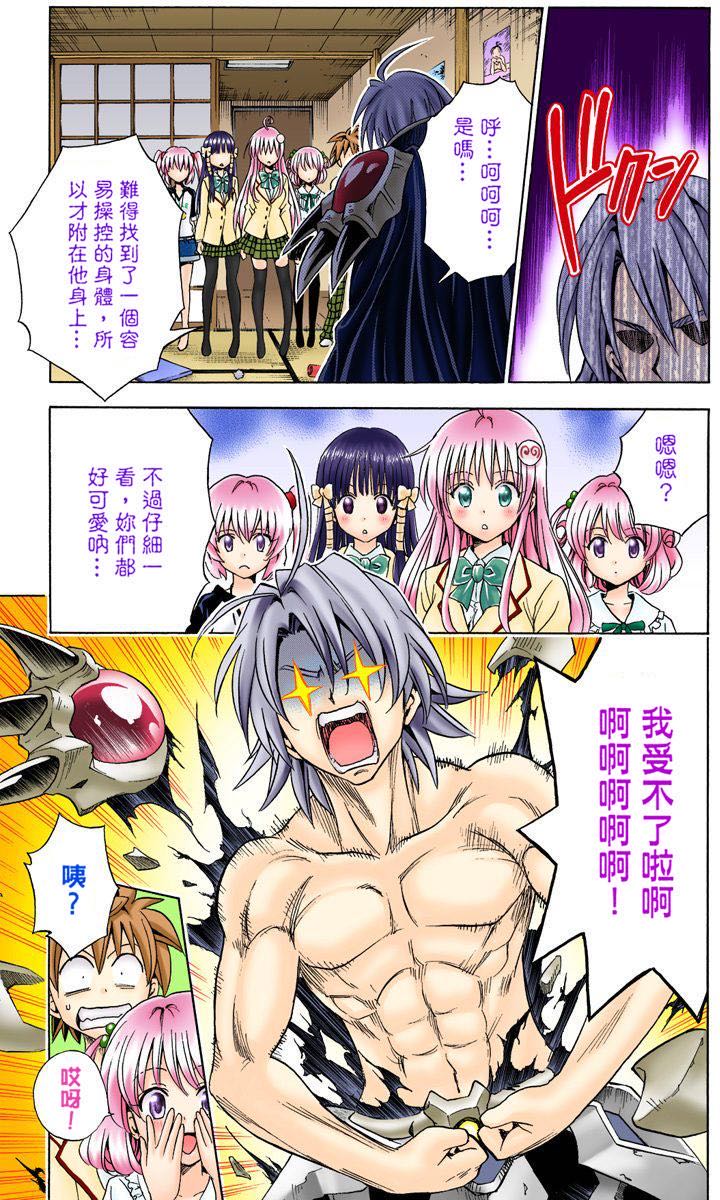 ドクン
呼…呵呵呵…
是嗎…
難得找到了一個容
易操控的身體，所
以才附在他身上…
嗯嗯？
不過仔細一
看，妳們都
好可愛吶…
我受不了啦啊
啊啊啊啊啊！
咦？
哎呀！